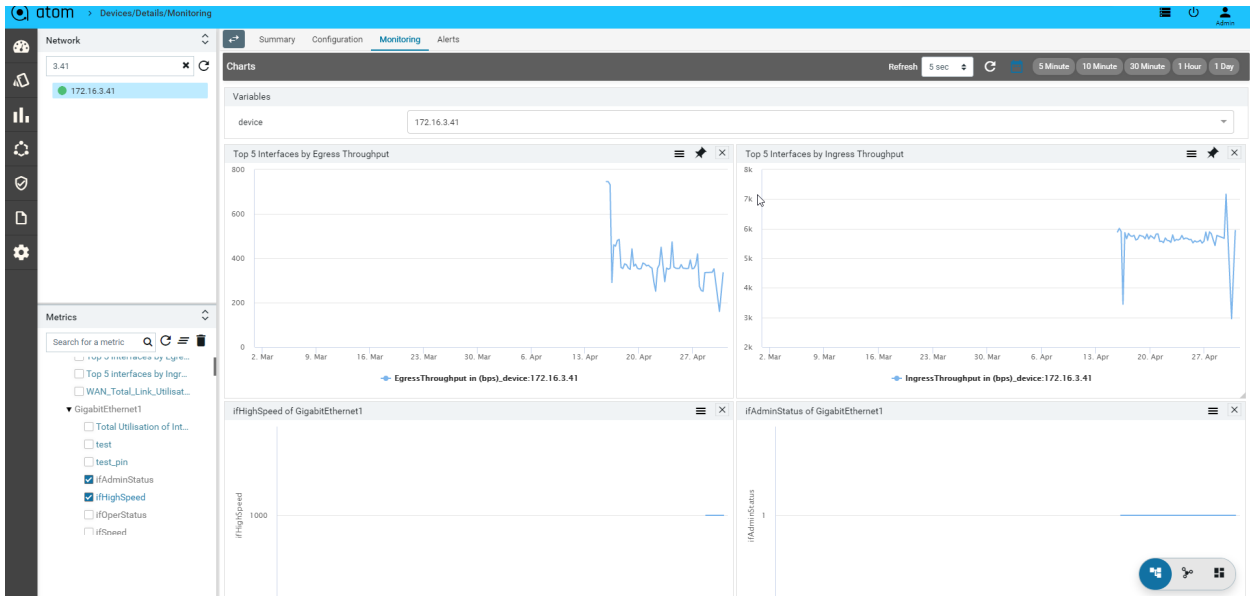 atom > Devices/Details/Monitoring
Admin
Network
3.41
172.16.3.41
Summary Configuration Monitoring Alerts
Charts Refresh 5 sec 5 Minute 10 Minute 30 Minute 1 Hour 1 Day
Variables
device 172.16.3.41
Top 5 Interfaces by Egress Throughput
800
600
400
200
0
2. Mar 9. Mar 16. Mar 23. Mar 30. Mar 6. Apr 13. Apr 20. Apr 27. Apr
EgressThroughput in (bps)_device:172.16.3.41
Top 5 Interfaces by Ingress Throughput
8k
7k
6k
5k
4k
3k
2k
2. Mar 9. Mar 16. Mar 23. Mar 30. Mar 6. Apr 13. Apr 20. Apr 27. Apr
IngressThroughput in (bps)_device:172.16.3.41
Metrics
Search for a metric
Top 5 interfaces by Egre...
Top 5 interfaces by Ingr...
WAN_Total_Link_Utilisat...
GigabitEthernet1
Total Utilisation of Int...
test
test_pin
ifAdminStatus
ifHighSpeed
ifOperStatus
ifSpeed
ifHighSpeed of GigabitEthernet1
ifHighSpeed
1000
ifAdminStatus of GigabitEthernet1
ifAdminStatus
1